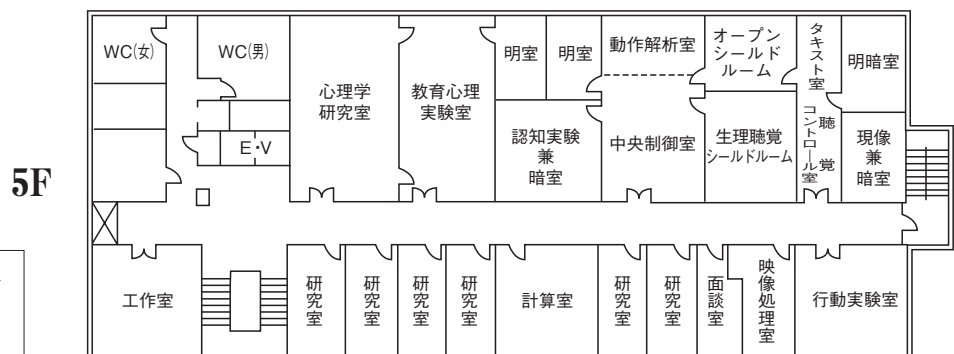 5F
WC(女)
WC(男)
E・V
心理学
研究室
教育心理
実験室
明室
明室
認知実験
兼
暗室
動作解析室
中央制御室
オープン
シールド
ルーム
生理聴覚
シールドルーム
タキスト室
聴覚
コントロール室
明暗室
現像
兼
暗室
工作室
研究室
研究室
研究室
研究室
計算室
研究室
研究室
面談室
映像処理室
行動実験室